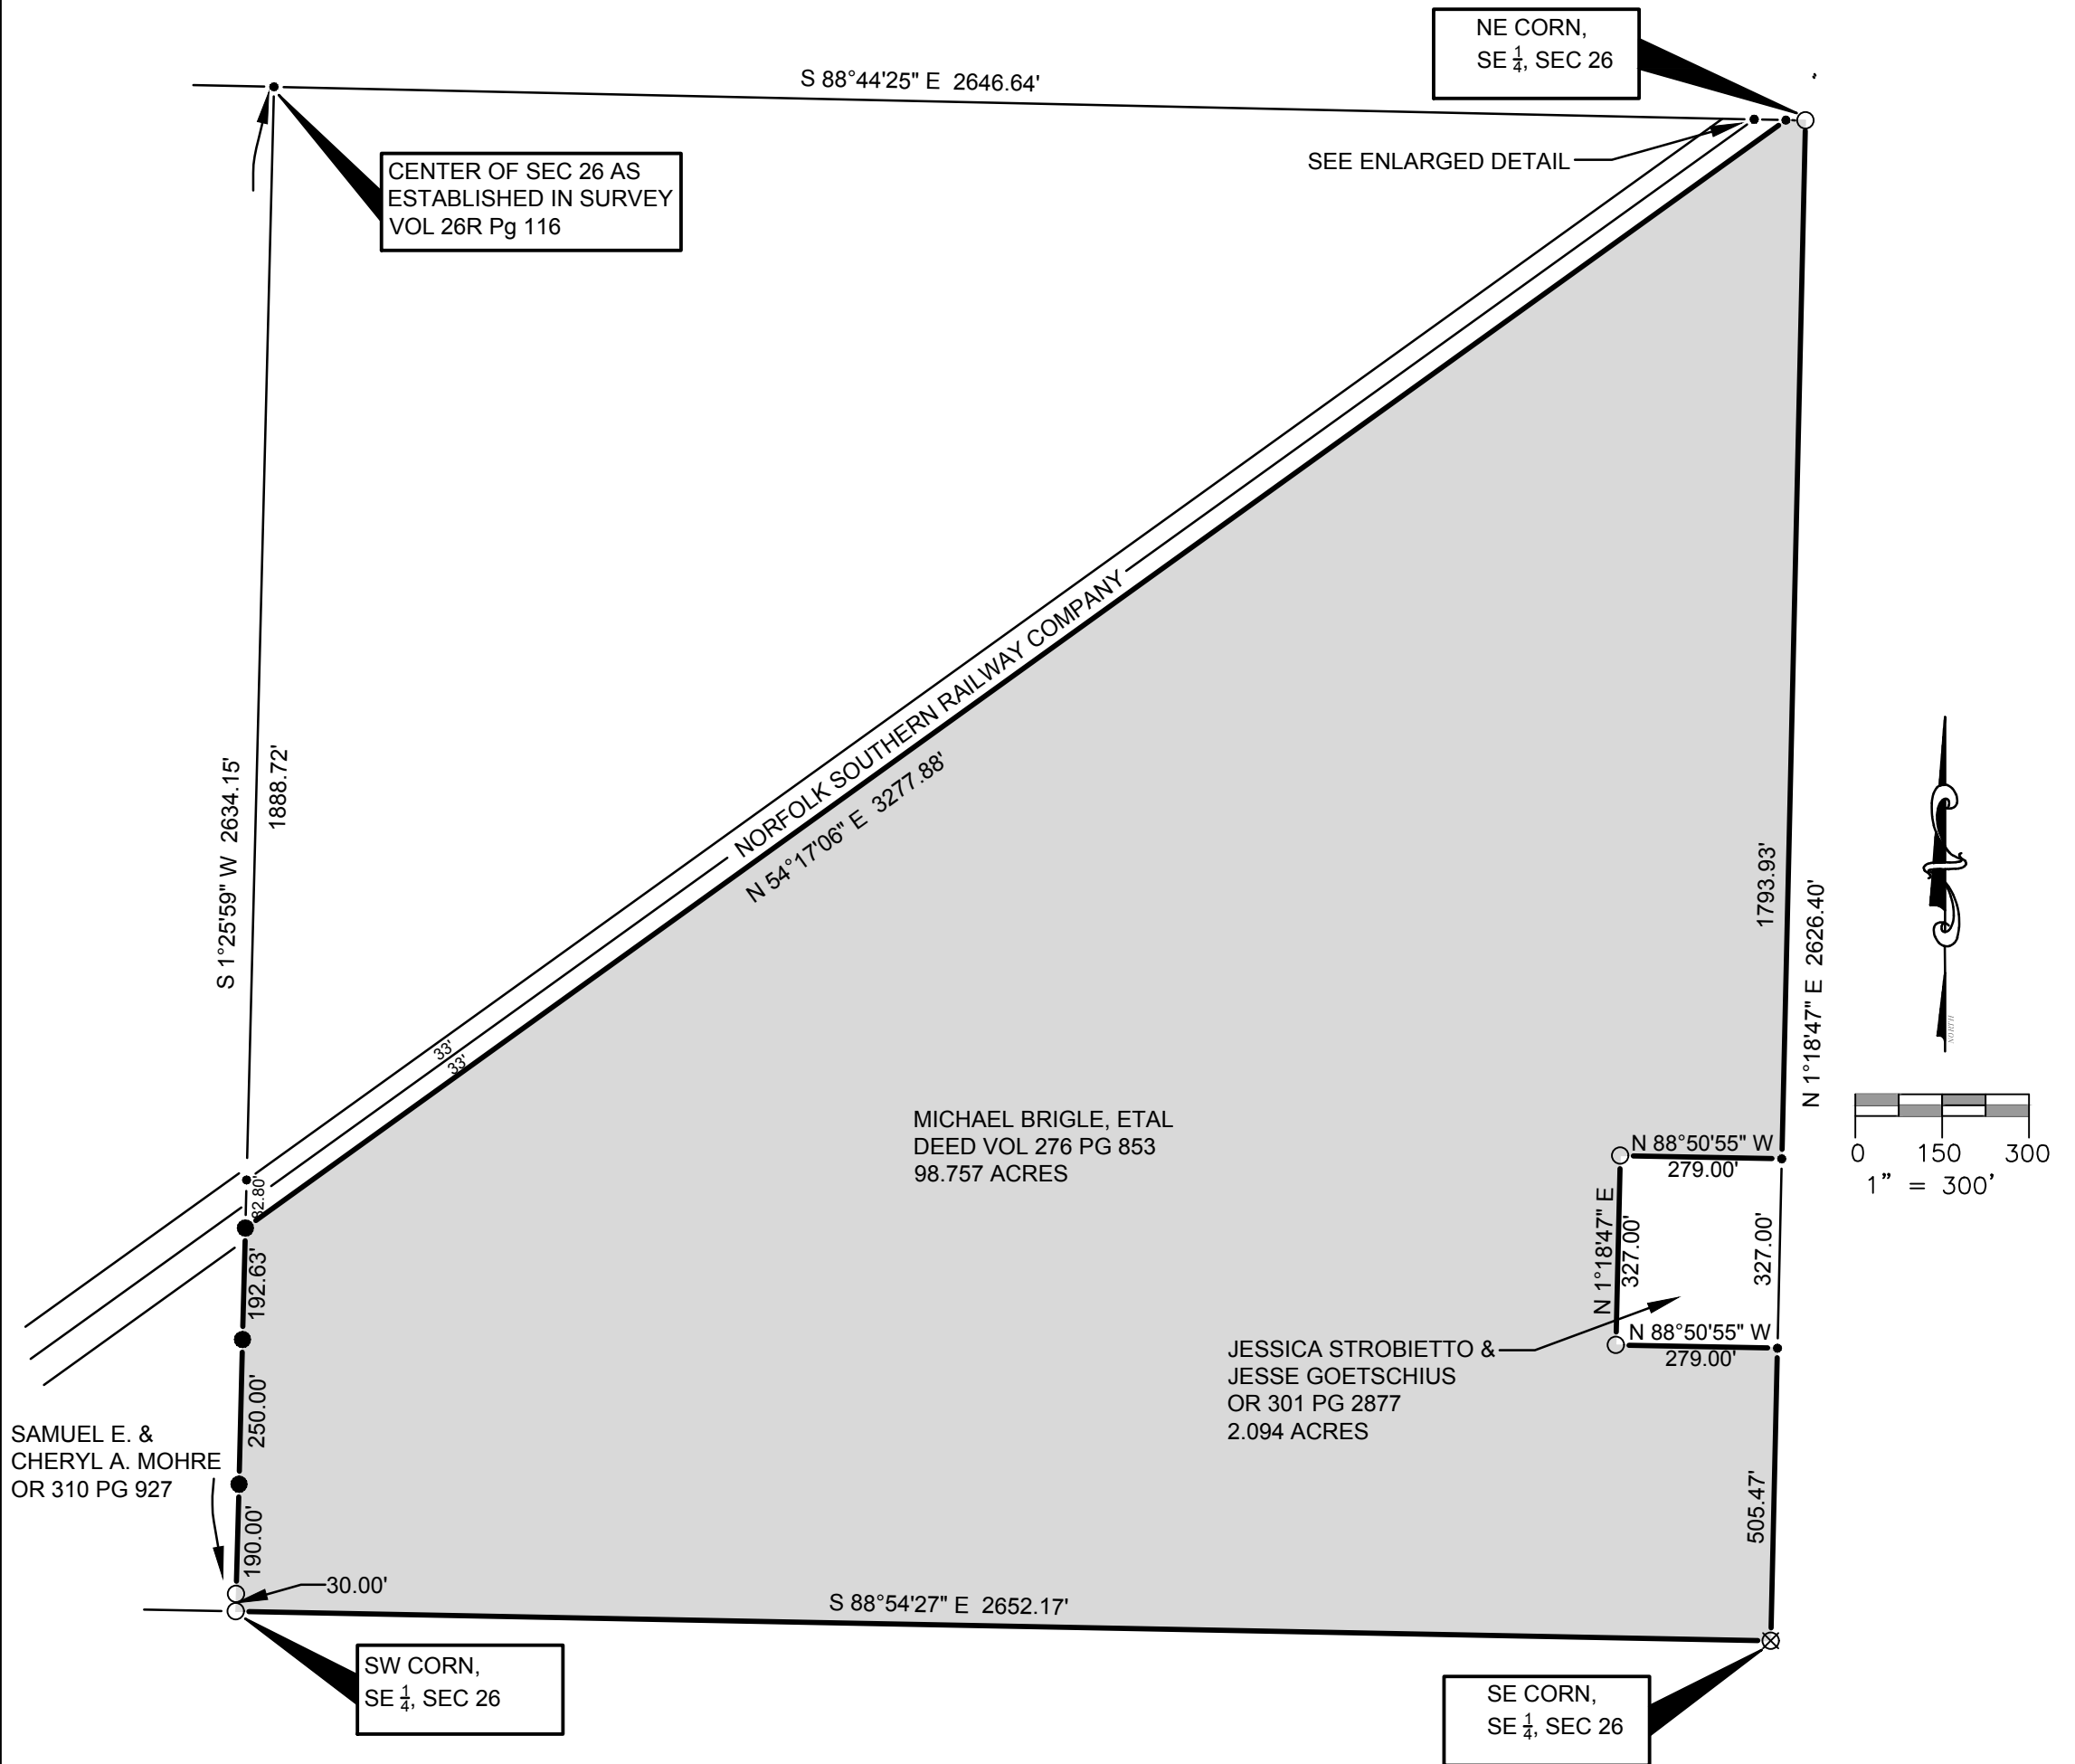 NE CORN,
SE 1/4, SEC 26
S 88°44'25" E 2646.64'
SEE ENLARGED DETAIL
CENTER OF SEC 26 AS
ESTABLISHED IN SURVEY
VOL 26R Pg 116
NORFOLK SOUTHERN RAILWAY COMPANY
N 54°17'06" E 3277.88'
S 1°25'59" W 2634.15'
1888.72'
1793.93'
N 1°18'47" E 2626.40'
NORTH
33'
33'
0 150 300
1" = 300'
MICHAEL BRIGLE, ETAL
DEED VOL 276 PG 853
98.757 ACRES
N 88°50'55" W
279.00'
82.80'
192.63'
N 1°18'47" E
327.00'
327.00'
N 88°50'55" W
279.00'
JESSICA STROBIETTO &
JESSE GOETSCHIUS
OR 301 PG 2877
2.094 ACRES
250.00'
SAMUEL E. &
CHERYL A. MOHRE
OR 310 PG 927
190.00'
505.47'
30.00'
S 88°54'27" E 2652.17'
SW CORN,
SE 1/4, SEC 26
SE CORN,
SE 1/4, SEC 26